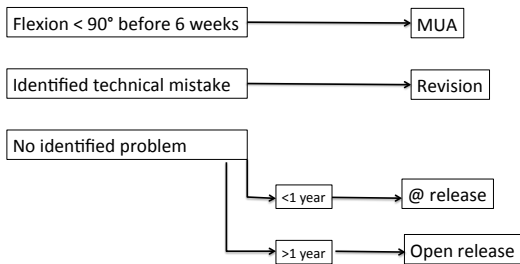 Flexion < 90° before 6 weeks
MUA
Identified technical mistake
Revision
No identified problem
<1 year
@ release
>1 year
Open release